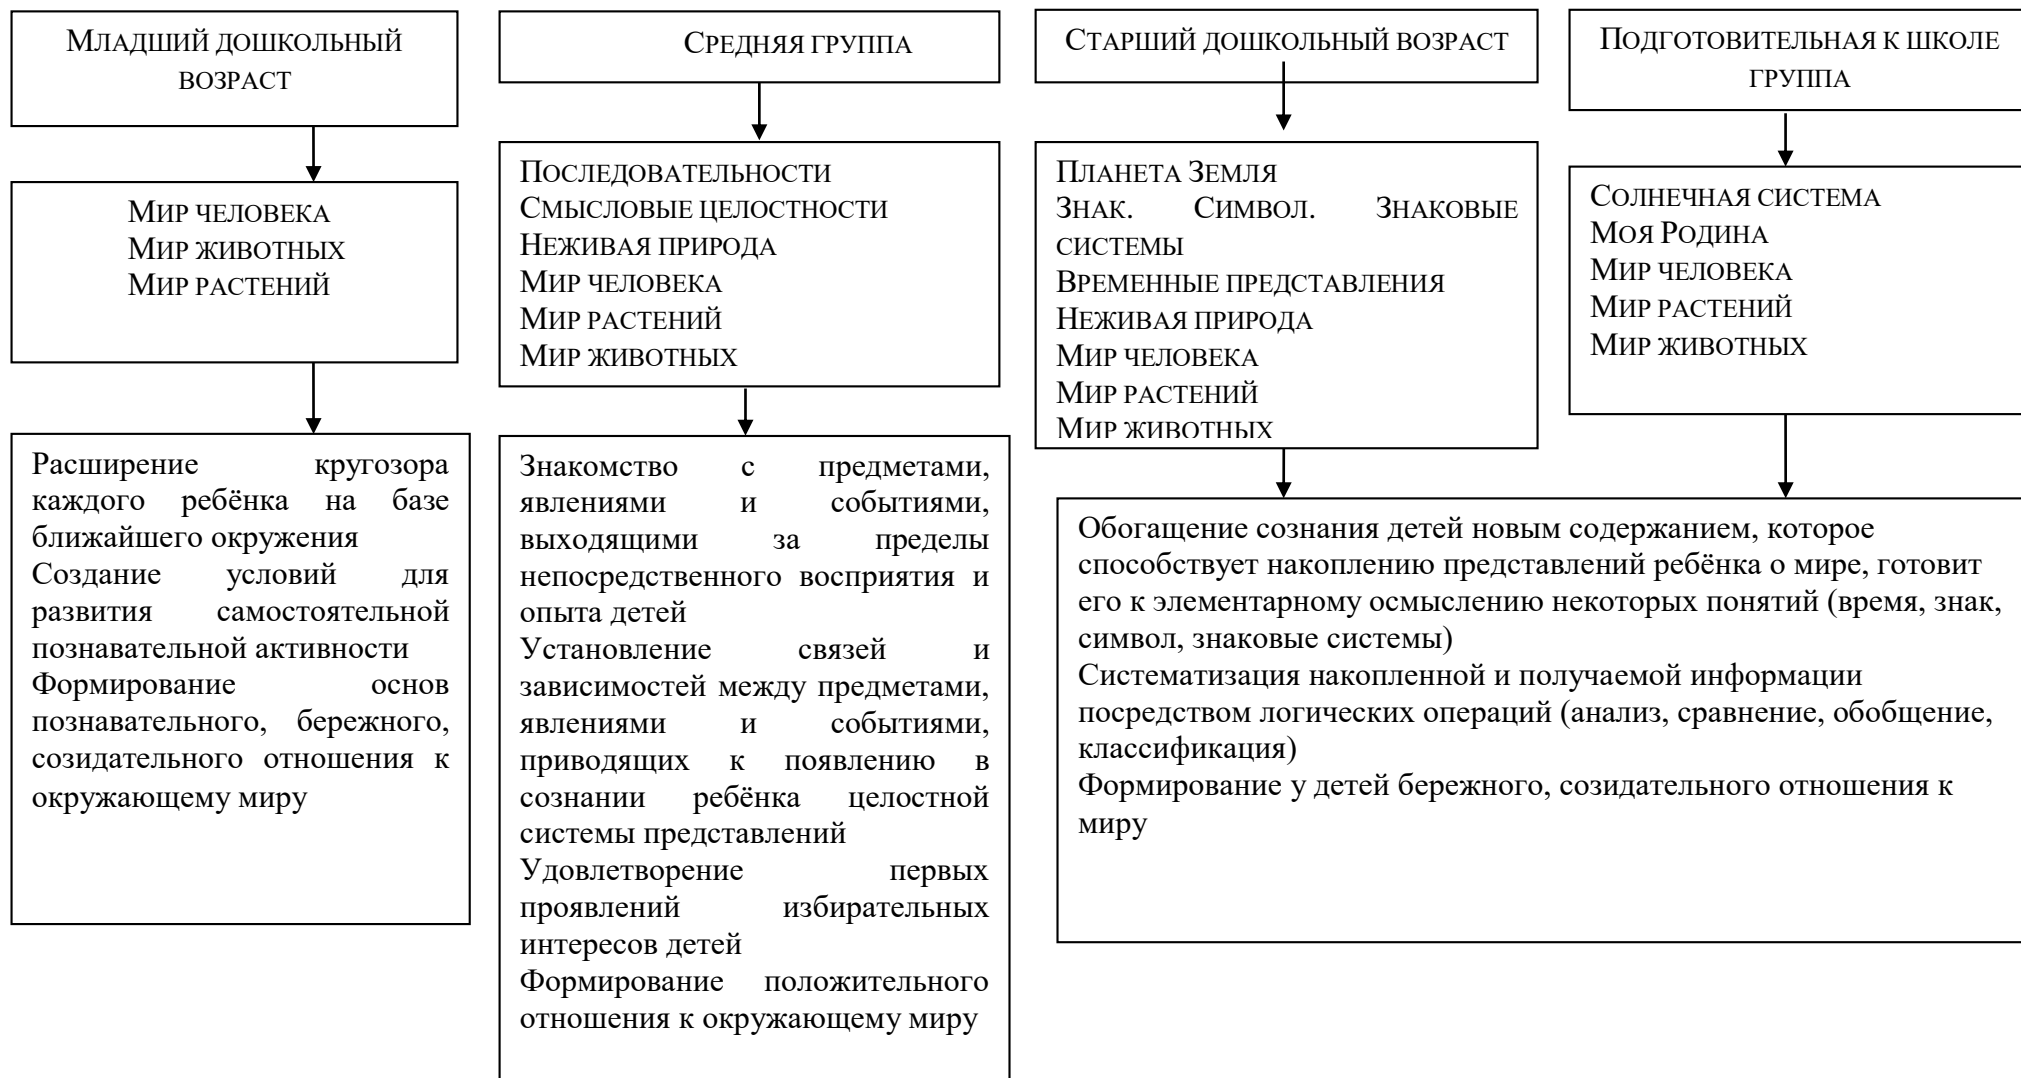 МЛАДШИЙ ДОШКОЛЬНЫЙ
ВОЗРАСТ
МИР ЧЕЛОВЕКА
МИР ЖИВОТНЫХ
МИР РАСТЕНИЙ
Расширение кругозора
каждого ребёнка на базе
ближайшего окружения
Создание условий для
развития самостоятельной
познавательной активности
Формирование основ
познавательного, бережного,
созидательного отношения к
окружающему миру
СРЕДНЯЯ ГРУППА
ПОСЛЕДОВАТЕЛЬНОСТИ
СМЫСЛОВЫЕ ЦЕЛОСТНОСТИ
НЕЖИВАЯ ПРИРОДА
МИР ЧЕЛОВЕКА
МИР РАСТЕНИЙ
МИР ЖИВОТНЫХ
Знакомство с предметами,
явлениями и событиями,
выходящими за пределы
непосредственного восприятия и
опыта детей
Установление связей и
зависимостей между предметами,
явлениями и событиями,
приводящих к появлению в
сознании ребёнка целостной
системы представлений
Удовлетворение первых
проявлений избирательных
интересов детей
Формирование положительного
отношения к окружающему миру
СТАРШИЙ ДОШКОЛЬНЫЙ ВОЗРАСТ
ПЛАНЕТА ЗЕМЛЯ
ЗНАК. СИМВОЛ. ЗНАКОВЫЕ
СИСТЕМЫ
ВРЕМЕННЫЕ ПРЕДСТАВЛЕНИЯ
НЕЖИВАЯ ПРИРОДА
МИР ЧЕЛОВЕКА
МИР РАСТЕНИЙ
МИР ЖИВОТНЫХ
ПОДГОТОВИТЕЛЬНАЯ К ШКОЛЕ
ГРУППА
СОЛНЕЧНАЯ СИСТЕМА
МОЯ РОДИНА
МИР ЧЕЛОВЕКА
МИР РАСТЕНИЙ
МИР ЖИВОТНЫХ
Обогащение сознания детей новым содержанием, которое
способствует накоплению представлений ребёнка о мире, готовит
его к элементарному осмыслению некоторых понятий (время, знак,
символ, знаковые системы)
Систематизация накопленной и получаемой информации
посредством логических операций (анализ, сравнение, обобщение,
классификация)
Формирование у детей бережного, созидательного отношения к
миру